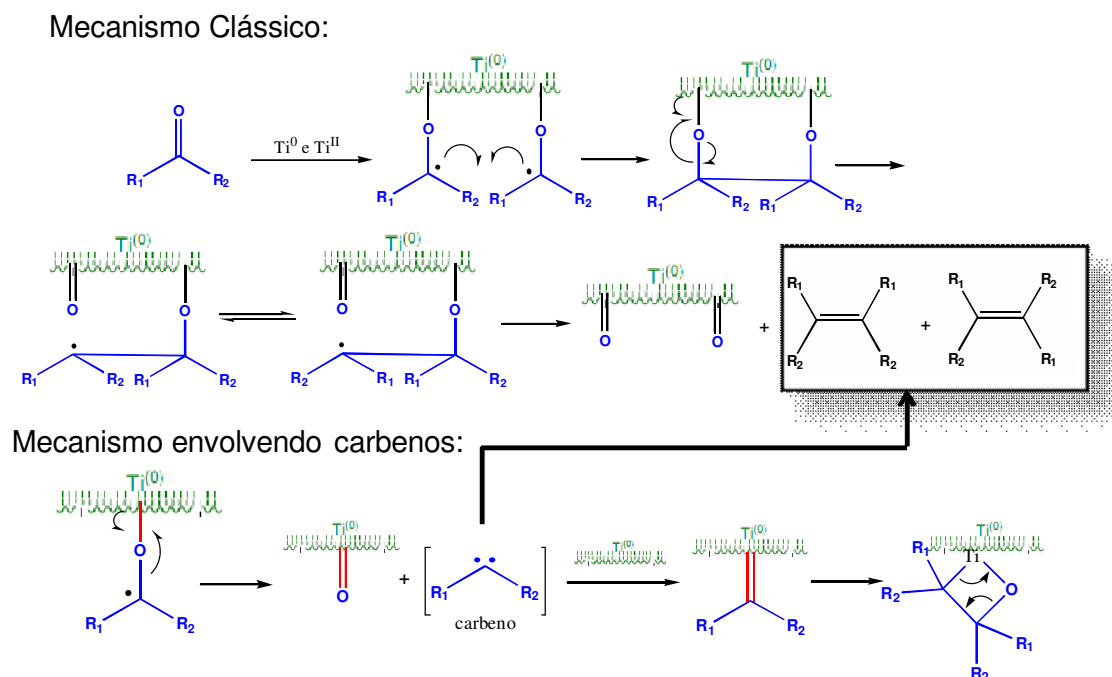 Mecanismo Clássico:
Ti(0) Ti(0)
O
R1 R2
Ti0 e TiII
O O
R1 R2 R1 R2
O O
R1 R2 R1 R2
Ti(0) Ti(0) Ti(0)
O O
R1 R2 R1 R2
O O
R2 R1 R1 R2
O O
+
R1 R1 R2 R2
+
R1 R2 R2 R1
Mecanismo envolvendo carbenos:
Ti(0)
O
R1 R2
Ti(0)
O
+
R1 R2
carbeno
Ti(0)
Ti(0)
R1 R2
Ti(0)
Ti
O
R1
R2
R1
R2